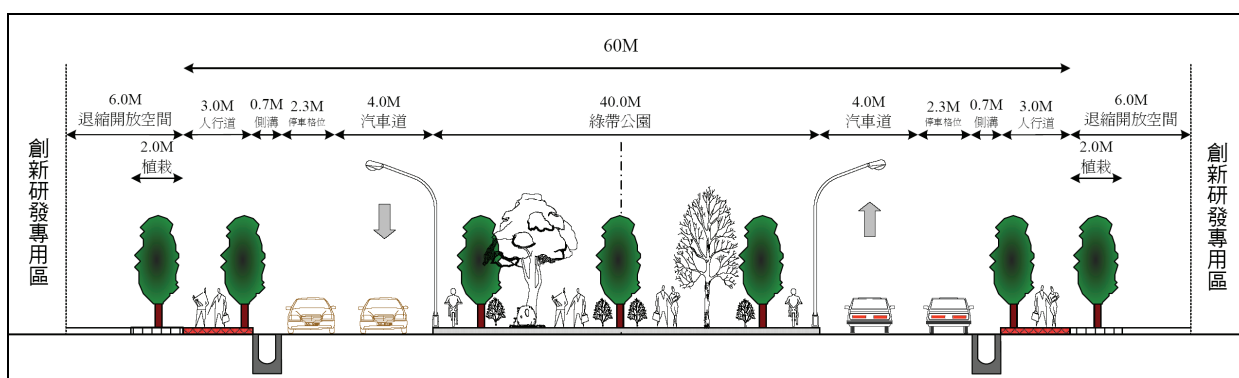 60M
6.0M
退縮開放空間
3.0M
人行道
0.7M
側溝
2.3M
停車格位
4.0M
汽車道
40.0M
綠帶公園
4.0M
汽車道
2.3M
停車格位
0.7M
側溝
3.0M
人行道
6.0M
退縮開放空間
2.0M
植栽
2.0M
植栽
創新研發專用區
創新研發專用區